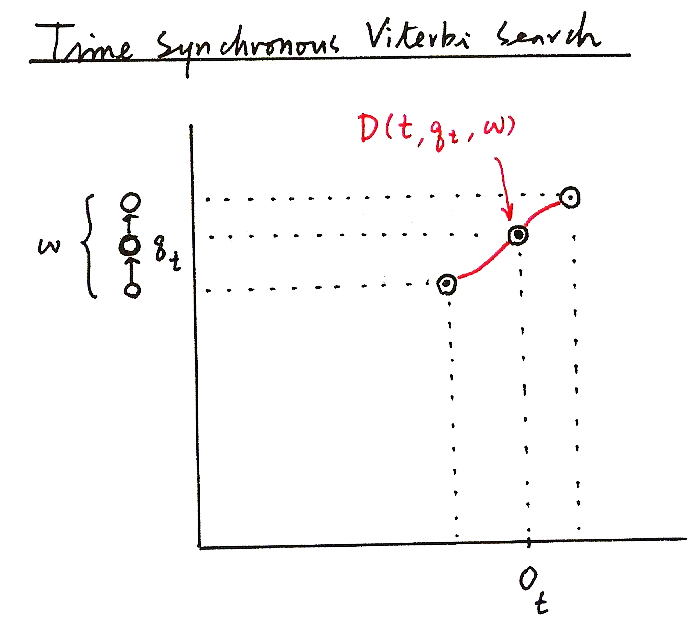 Time Synchronous Viterbi Search
D(t, qt, w)
w
qt
Ot